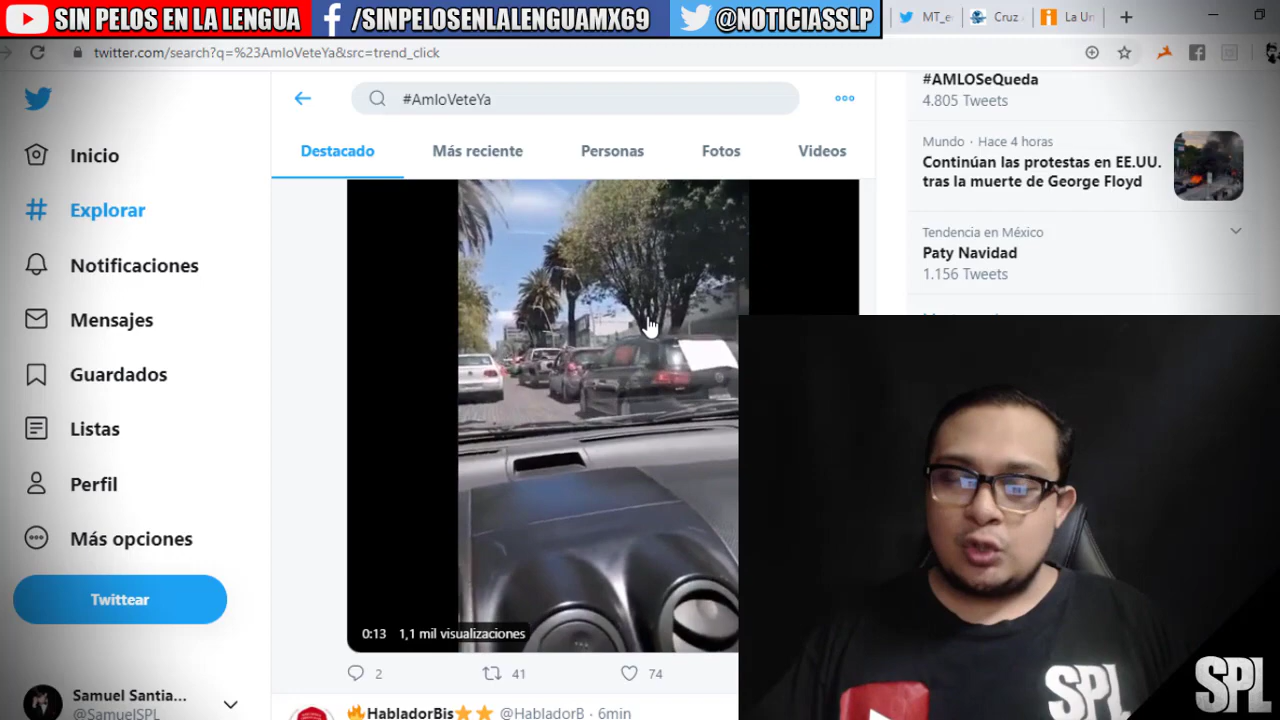 SIN PELOS EN LA LENGUA
/SINPELOSENLALENGUAMX69
@NOTICIASSLP
MT_e
Cruz
La Un
twitter.com/search?q=%23AmloVeteYa&src=trend_click
#AmloVeteYa
Destacado
Más reciente
Personas
Fotos
Videos
Inicio
Explorar
Notificaciones
Mensajes
Guardados
Listas
Perfil
Más opciones
Twittear
Samuel Santia...
@SamuelSPL
0:13 1,1 mil visualizaciones
2
41
74
HabladorBis @HabladorB · 6min
#AMLOSeQueda
4.805 Tweets
Mundo · Hace 4 horas
Continúan las protestas en EE.UU.
tras la muerte de George Floyd
Tendencia en México
Paty Navidad
1.156 Tweets
SPL
SPL